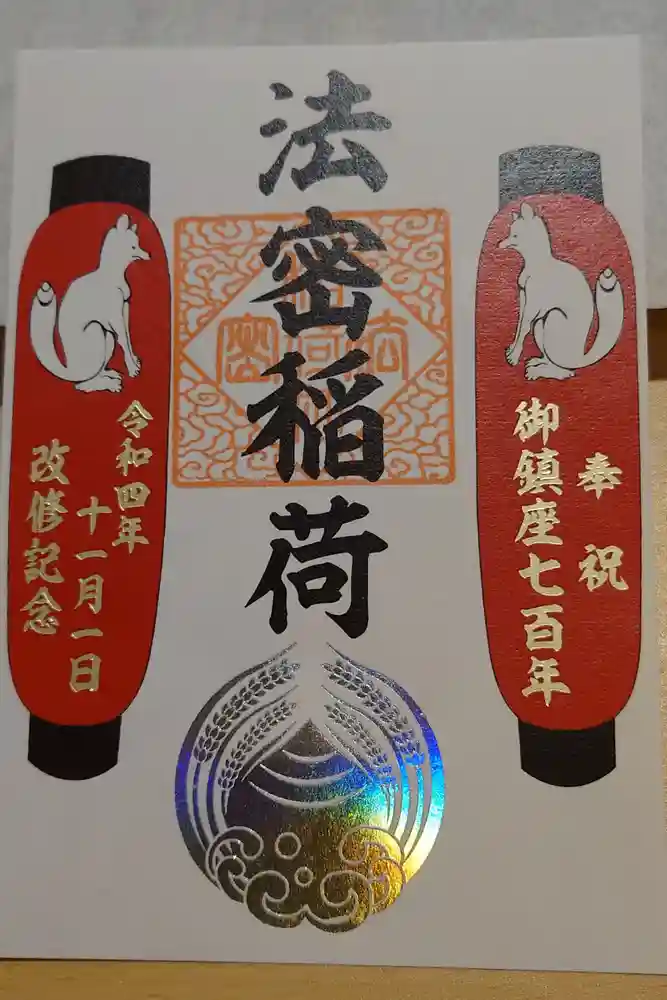 奉祝
御鎮座七百年
法密稲荷
令和四年
十一月一日
改修記念